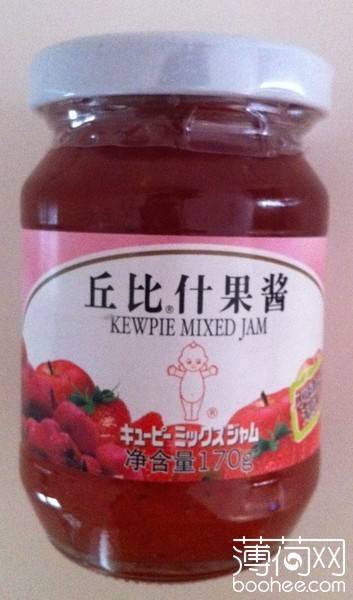 丘比®什果酱
KEWPIE MIXED JAM
®
キューピー ミックスジャム
净含量170g
薄荷网
boohee.com